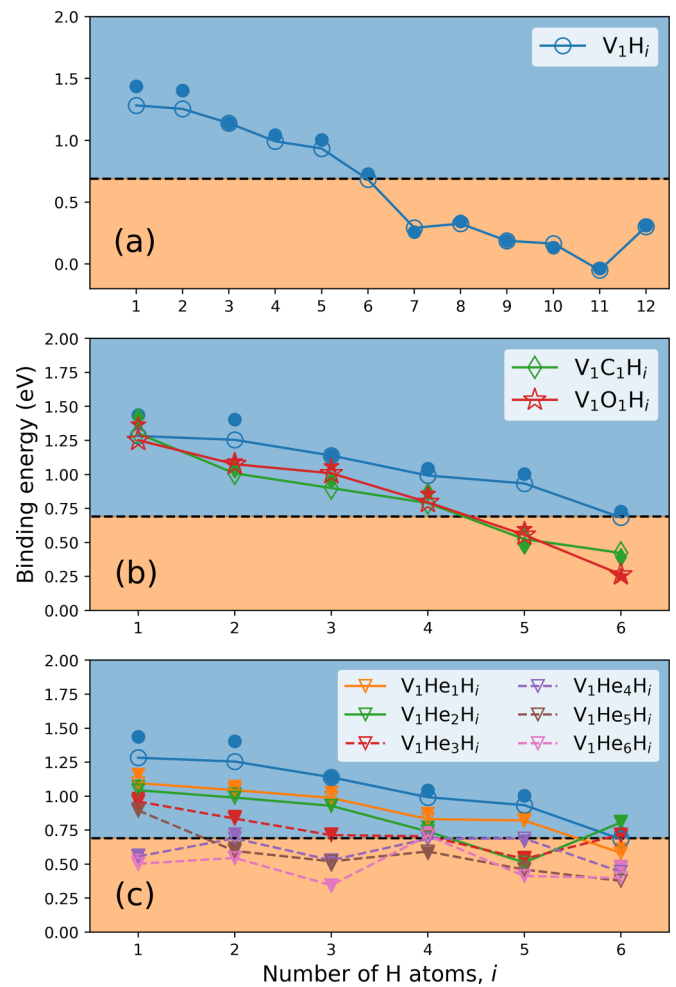 2.0
1.5
1.0
0.5
0.0
V₁Hᵢ
(a)
1 2 3 4 5 6 7 8 9 10 11 12
Binding energy (eV)
2.00
1.75
1.50
1.25
1.00
0.75
0.50
0.25
0.00
V₁C₁Hᵢ
V₁O₁Hᵢ
(b)
1 2 3 4 5 6
2.00
1.75
1.50
1.25
1.00
0.75
0.50
0.25
0.00
V₁He₁Hᵢ V₁He₄Hᵢ
V₁He₂Hᵢ V₁He₅Hᵢ
V₁He₃Hᵢ V₁He₆Hᵢ
(c)
1 2 3 4 5 6
Number of H atoms, i